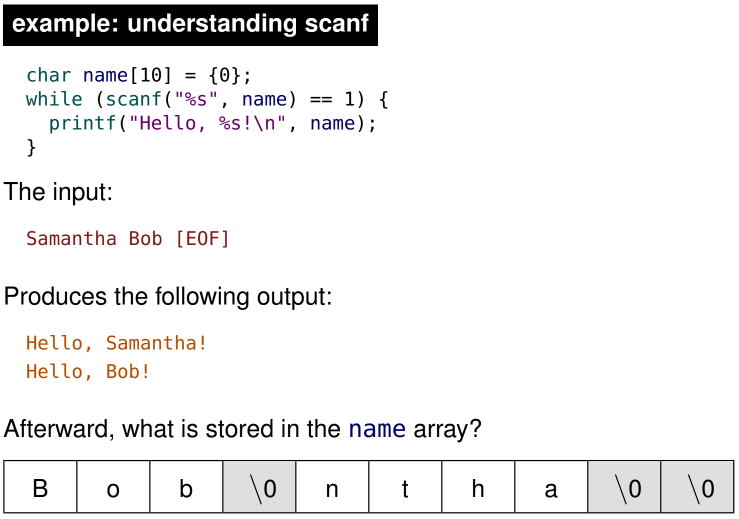 example: understanding scanf
char name[10] = {0};
while (scanf("%s", name) == 1) {
  printf("Hello, %s!\n", name);
}
The input:
Samantha Bob [EOF]
Produces the following output:
Hello, Samantha!
Hello, Bob!
Afterward, what is stored in the name array?
B o b \0 n t h a \0 \0